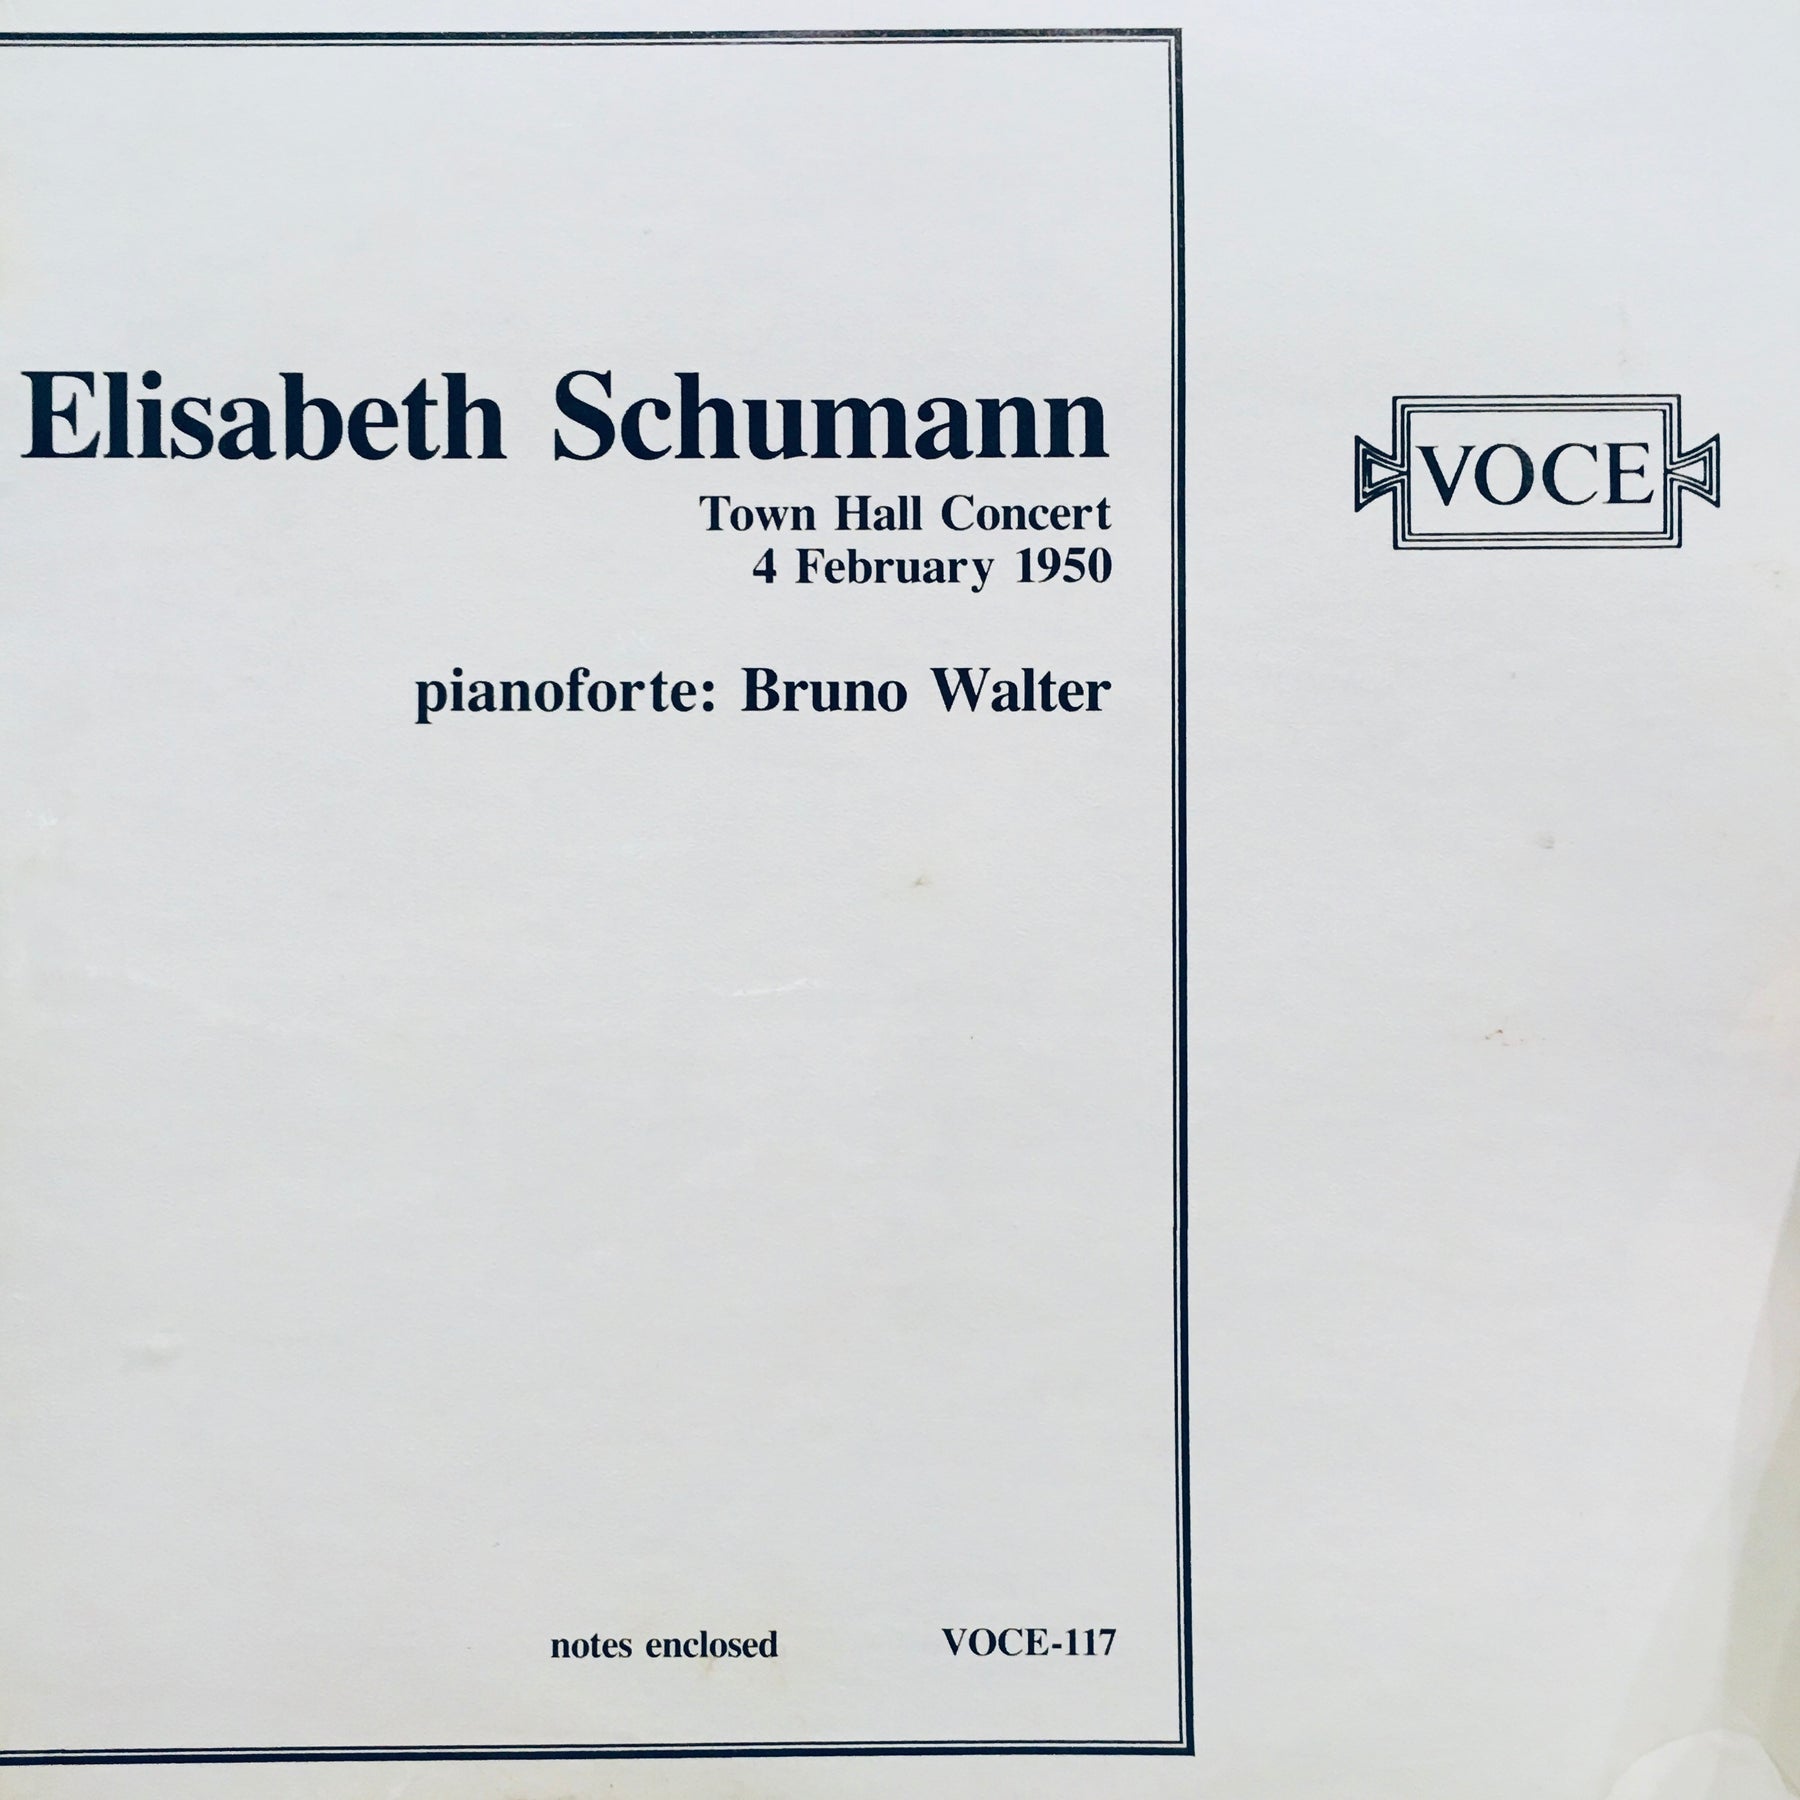 Elisabeth Schumann
Town Hall Concert
4 February 1950
pianoforte: Bruno Walter
VOCE
notes enclosed VOCE-117